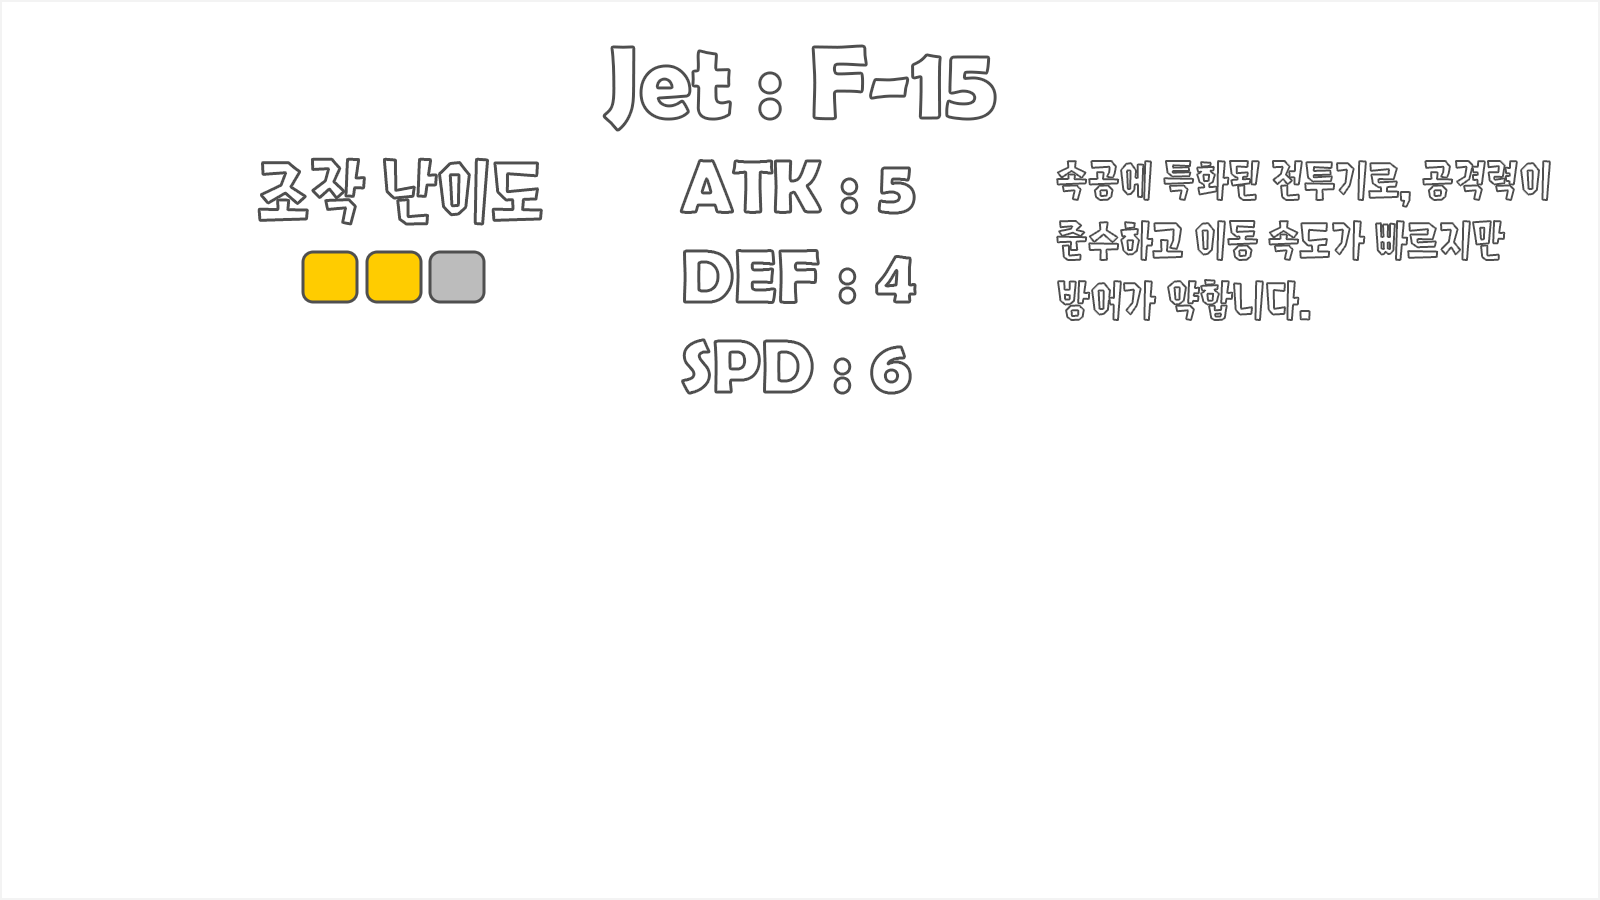 Jet : F-15
조작 난이도
ATK : 5
DEF : 4
SPD : 6
속공에 특화된 전투기로, 공격력이
준수하고 이동 속도가 빠르지만
방어가 약합니다.